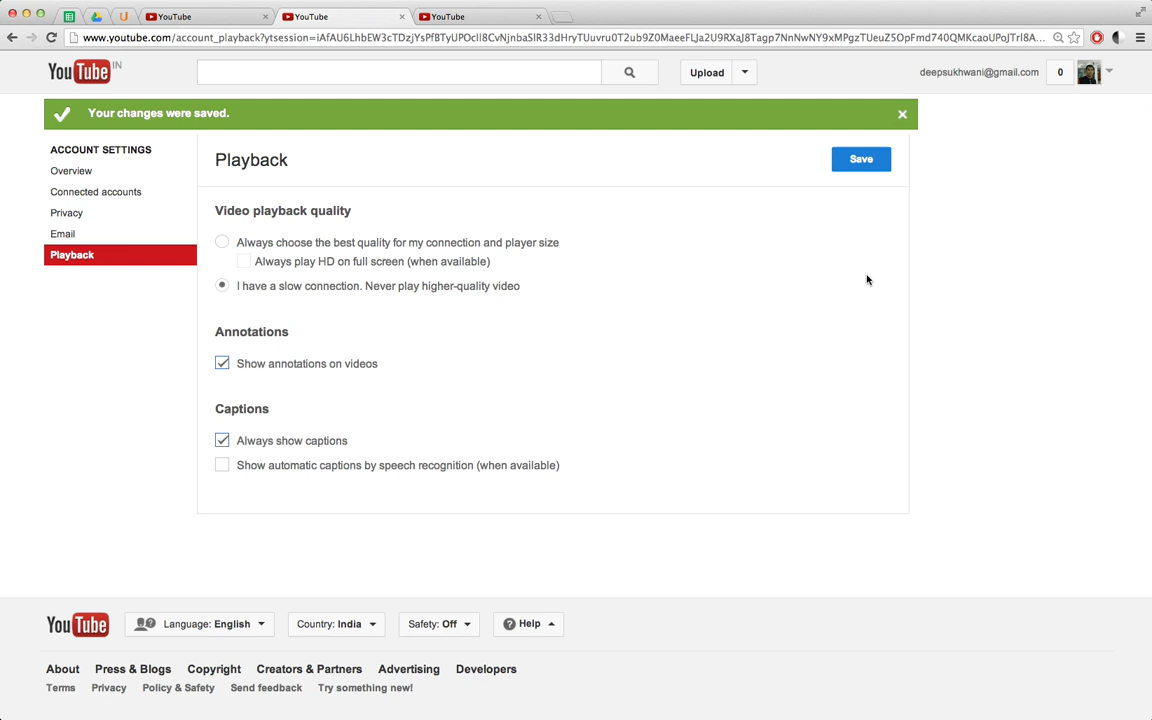 YouTube
YouTube
YouTube
www.youtube.com/account_playback?ytsession=
YouTube IN
Upload
deepsukhwani@gmail.com
0
Your changes were saved.
ACCOUNT SETTINGS
Overview
Connected accounts
Privacy
Email
Playback
Playback
Save
Video playback quality
Always choose the best quality for my connection and player size
Always play HD on full screen (when available)
I have a slow connection. Never play higher-quality video
Annotations
Show annotations on videos
Captions
Always show captions
Show automatic captions by speech recognition (when available)
YouTube
Language: English
Country: India
Safety: Off
Help
About Press & Blogs Copyright Creators & Partners Advertising Developers
Terms Privacy Policy & Safety Send feedback Try something new!